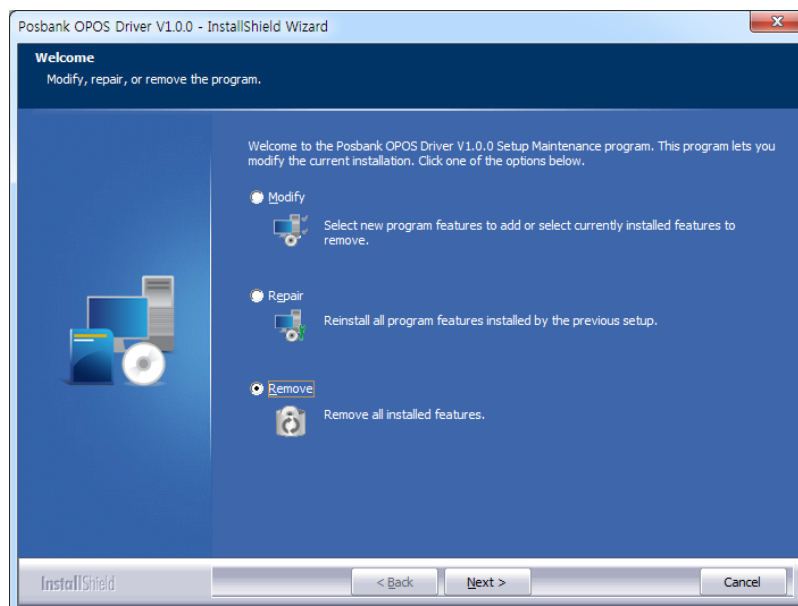 Posbank OPOS Driver V1.0.0 - InstallShield Wizard
x
Welcome
Modify, repair, or remove the program.
Welcome to the Posbank OPOS Driver V1.0.0 Setup Maintenance program. This program lets you
modify the current installation. Click one of the options below.
Modify
Select new program features to add or select currently installed features to
remove.
Repair
Reinstall all program features installed by the previous setup.
Remove
Remove all installed features.
InstallShield
< Back
Next >
Cancel